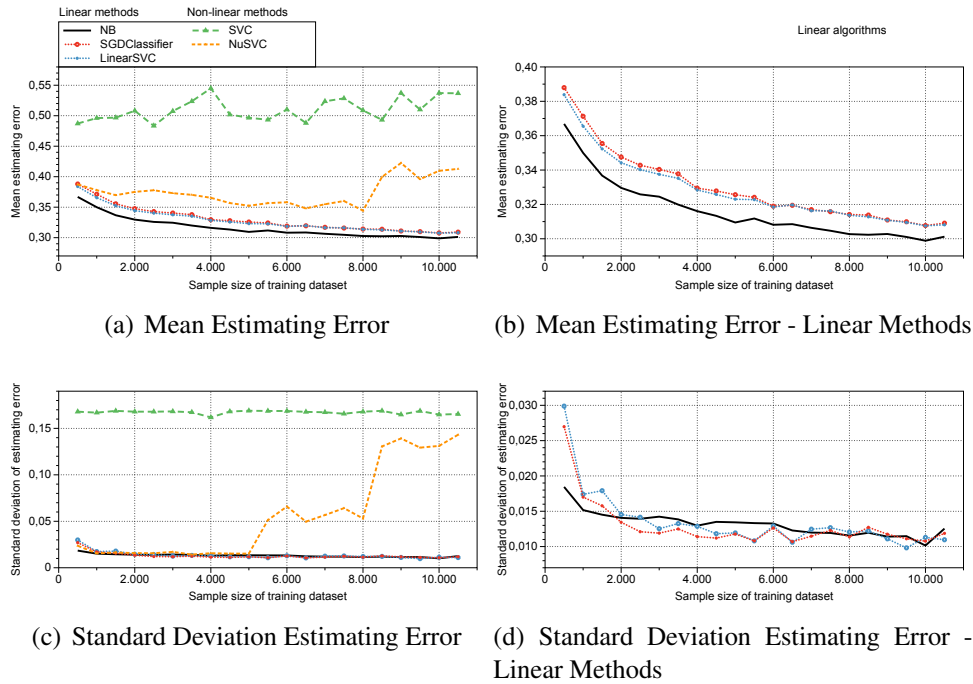 Linear methods Non-linear methods
NB SVC
SGDClassifier NuSVC
LinearSVC
Mean estimating error
0,55
0,50
0,45
0,40
0,35
0,30
0 2.000 4.000 6.000 8.000 10.000
Sample size of training dataset
(a) Mean Estimating Error
Linear algorithms
Mean estimating error
0,40
0,38
0,36
0,34
0,32
0,30
0 2.000 4.000 6.000 8.000 10.000
Sample size of training dataset
(b) Mean Estimating Error - Linear Methods
Standard deviation of estimating error
0,15
0,1
0,05
0
0 2.000 4.000 6.000 8.000 10.000
Sample size of training dataset
(c) Standard Deviation Estimating Error
Standard deviation of estimating error
0,030
0,025
0,020
0,015
0,010
0 2.000 4.000 6.000 8.000 10.000
Sample size of training dataset
(d) Standard Deviation Estimating Error -
Linear Methods